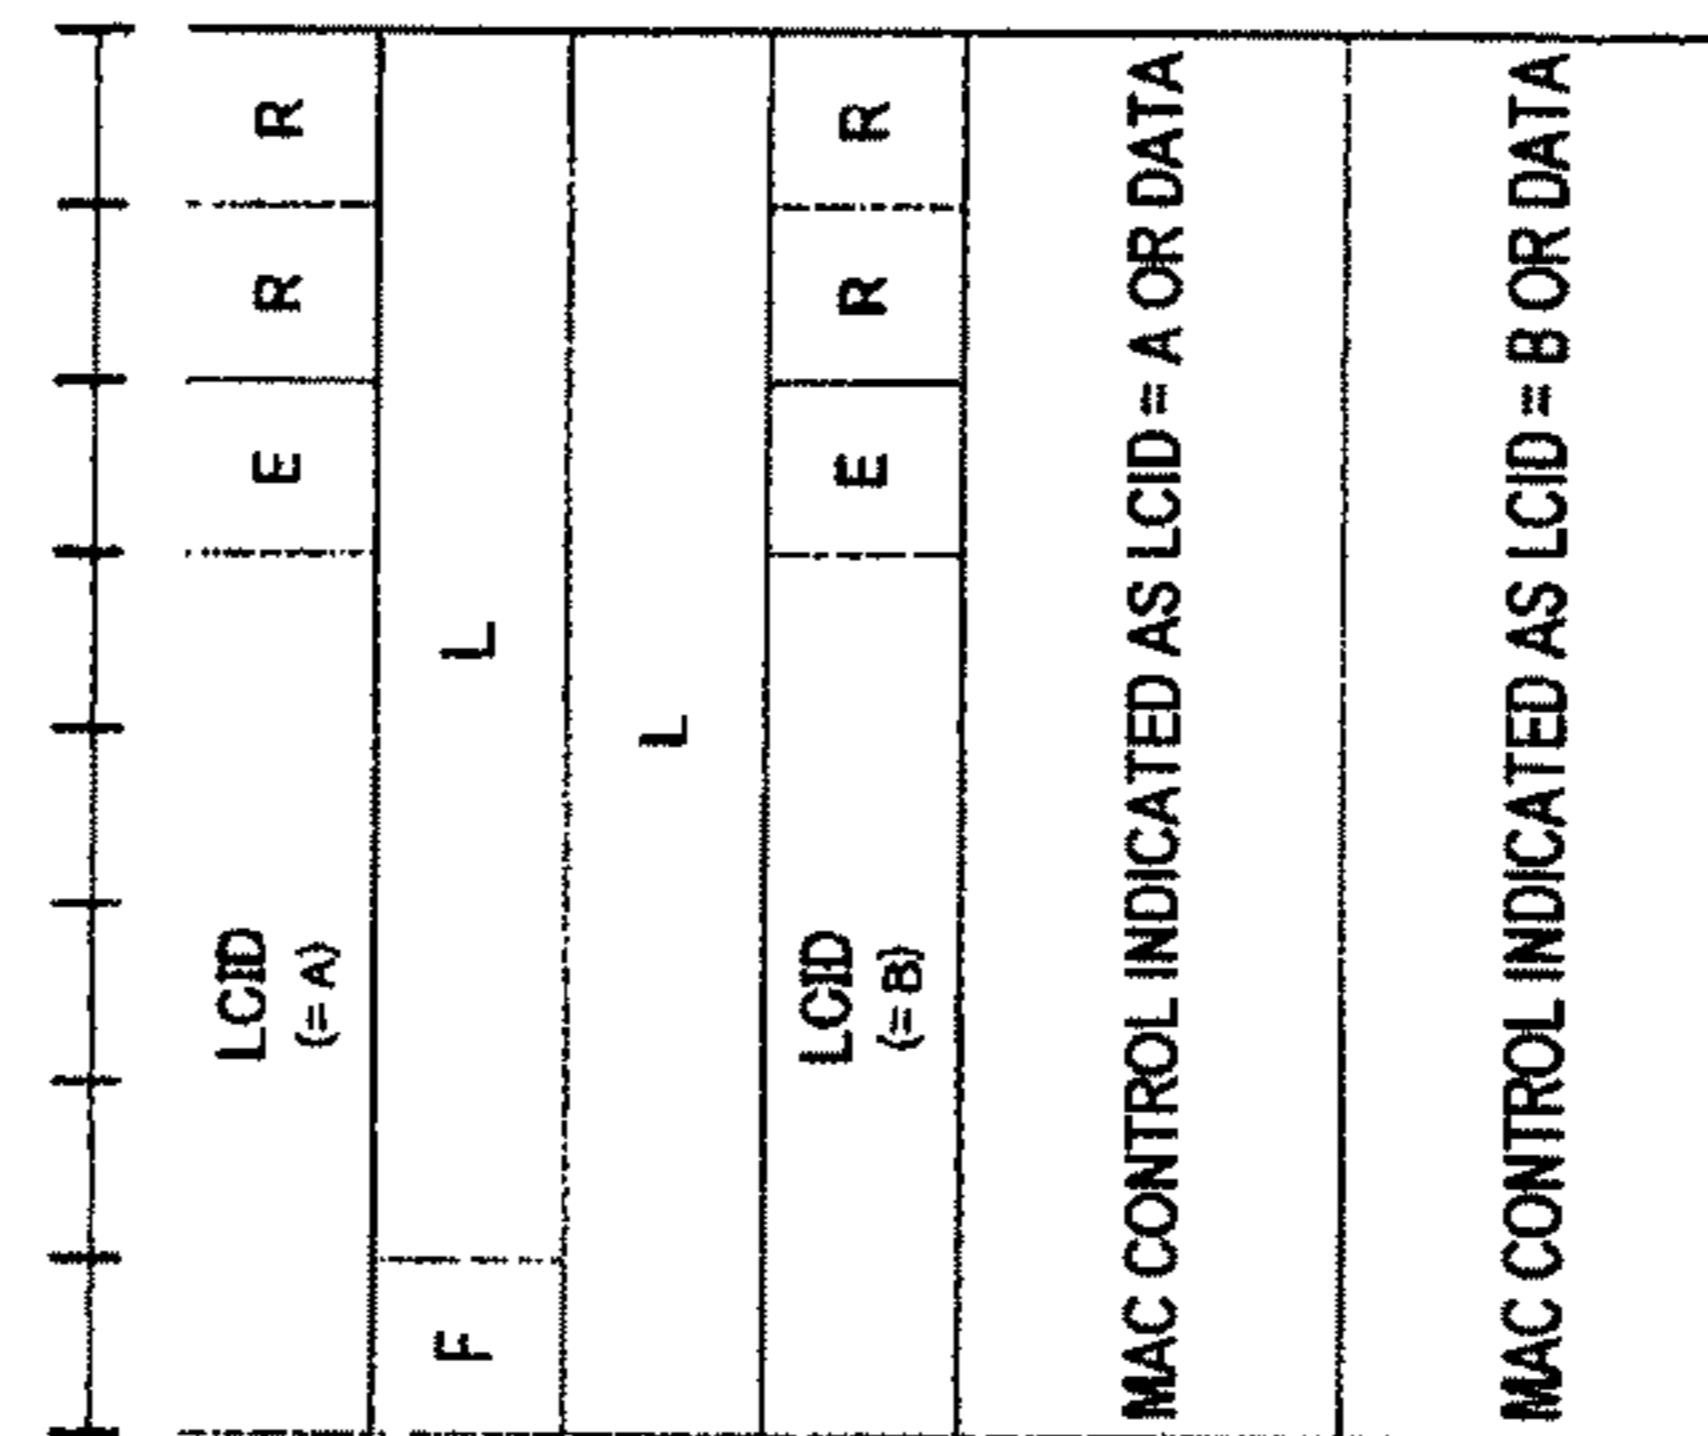 LCID E R R
(= A)
F L
L
LCID E R R
(= B)
MAC CONTROL INDICATED AS LCID = A OR DATA
MAC CONTROL INDICATED AS LCID = B OR DATA